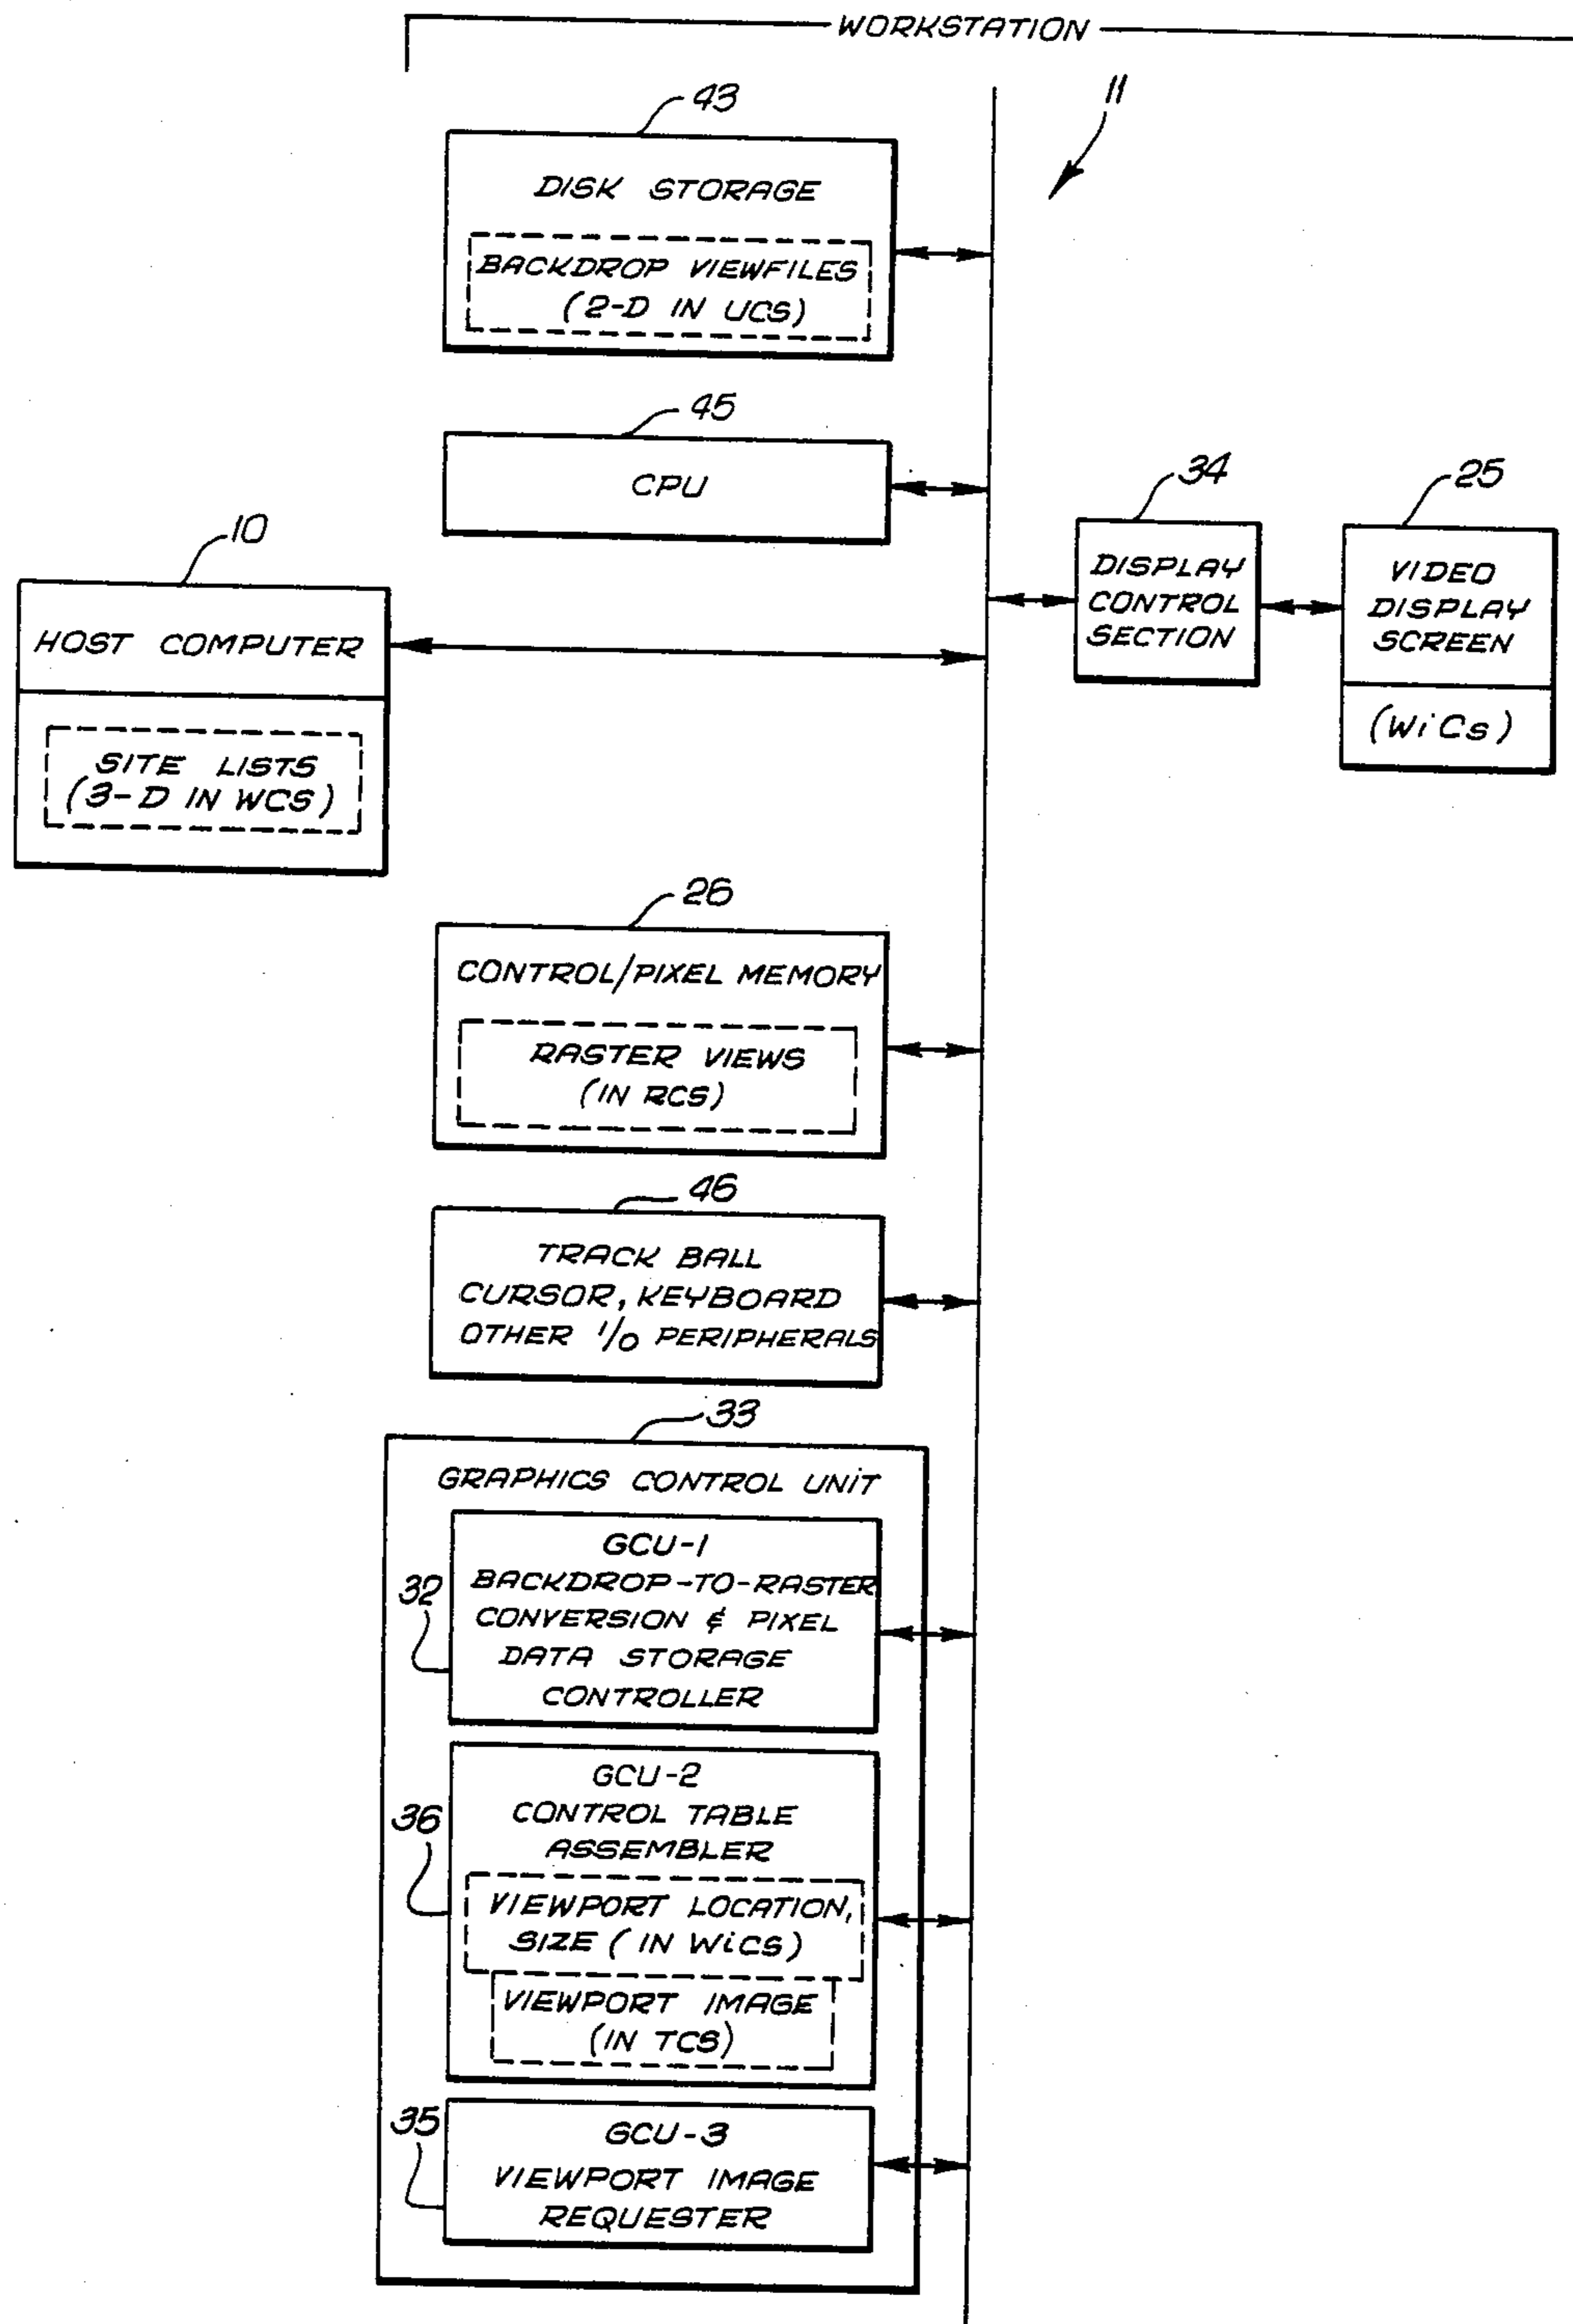 WORKSTATION
11
43
DISK STORAGE
BACKDROP VIEWFILES
(2-D IN UCS)
45
CPU
34
DISPLAY
CONTROL
SECTION
25
VIDEO
DISPLAY
SCREEN
(WiCs)
10
HOST COMPUTER
SITE LISTS
(3-D IN WCS)
26
CONTROL/PIXEL MEMORY
RASTER VIEWS
(IN RCS)
46
TRACK BALL
CURSOR, KEYBOARD
OTHER I/O PERIPHERALS
33
GRAPHICS CONTROL UNiT
32
GCU-1
BACKDROP-TO-RASTER
CONVERSION & PIXEL
DATA STORAGE
CONTROLLER
36
GCU-2
CONTROL TABLE
ASSEMBLER
VIEWPORT LOCATION,
SIZE (IN WiCS)
VIEWPORT IMAGE
(IN TCS)
35
GCU-3
VIEWPORT IMAGE
REQUESTER